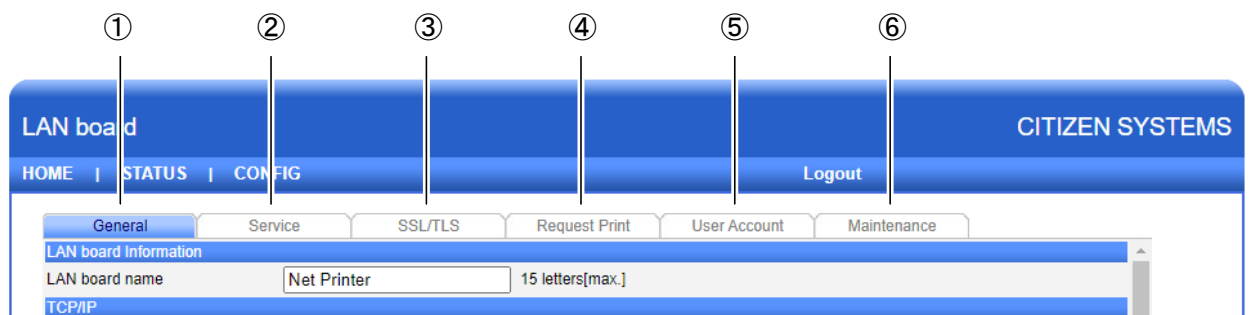 ① ② ③ ④ ⑤ ⑥
LAN board CITIZEN SYSTEMS
HOME | STATUS | CONFIG Logout
General Service SSL/TLS Request Print User Account Maintenance
LAN board Information
LAN board name Net Printer 15 letters[max.]
TCP/IP